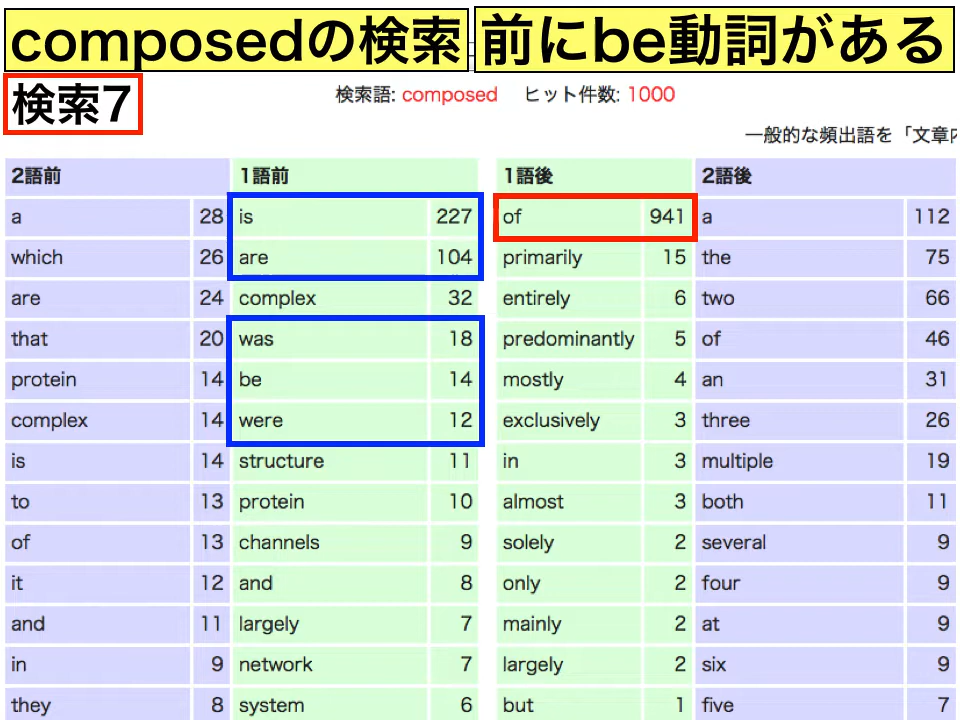 composedの検索 前にbe動詞がある
検索7 検索語: composed ヒット件数: 1000
一般的な頻出語を「文章内
2語前 1語前 1語後 2語後
a 28 is 227 of 941 a 112
which 26 are 104 primarily 15 the 75
are 24 complex 32 entirely 6 two 66
that 20 was 18 predominantly 5 of 46
protein 14 be 14 mostly 4 an 31
complex 14 were 12 exclusively 3 three 26
is 14 structure 11 in 3 multiple 19
to 13 protein 10 almost 3 both 11
of 13 channels 9 solely 2 several 9
it 12 and 8 only 2 four 9
and 11 largely 7 mainly 2 at 9
in 9 network 7 largely 2 six 9
they 8 system 6 but 1 five 7